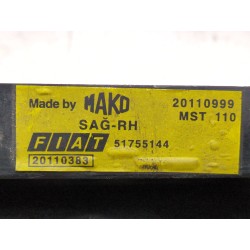 Made by MAKO 20110999
MST 110
SAĞ-RH
FIAT 51755144
20110383